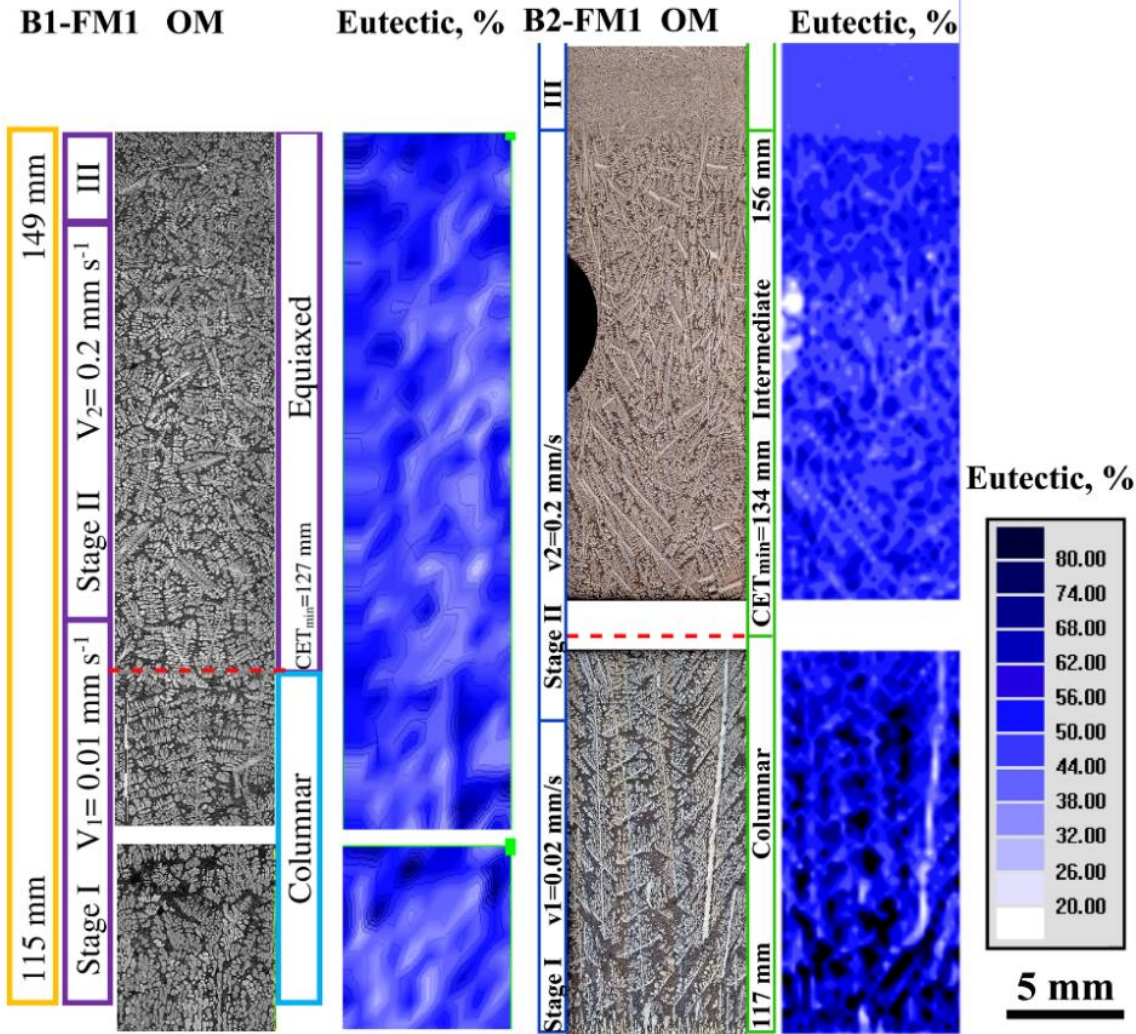 B1-FM1 OM
Eutectic, %
B2-FM1 OM
Eutectic, %
149 mm
115 mm
III
Stage II V₂= 0.2 mm s⁻¹
Stage I V₁= 0.01 mm s⁻¹
Equiaxed
CETmin=127 mm
Columnar
III
Stage II v2=0.2 mm/s
Stage I v1=0.02 mm/s
156 mm
Intermediate
CETmin=134 mm
Columnar
117 mm
Eutectic, %
80.00
74.00
68.00
62.00
56.00
50.00
44.00
38.00
32.00
26.00
20.00
5 mm